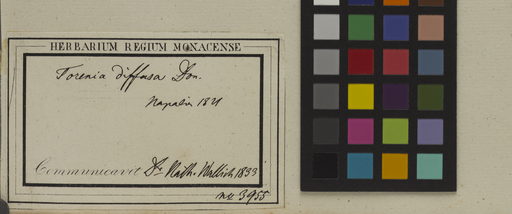 HERBARIUM REGIUM MONACENSE
Torenia diffusa Don.
Napalia 1821
Communicavit Dr. Nath. Wallich 1833
no. 3955